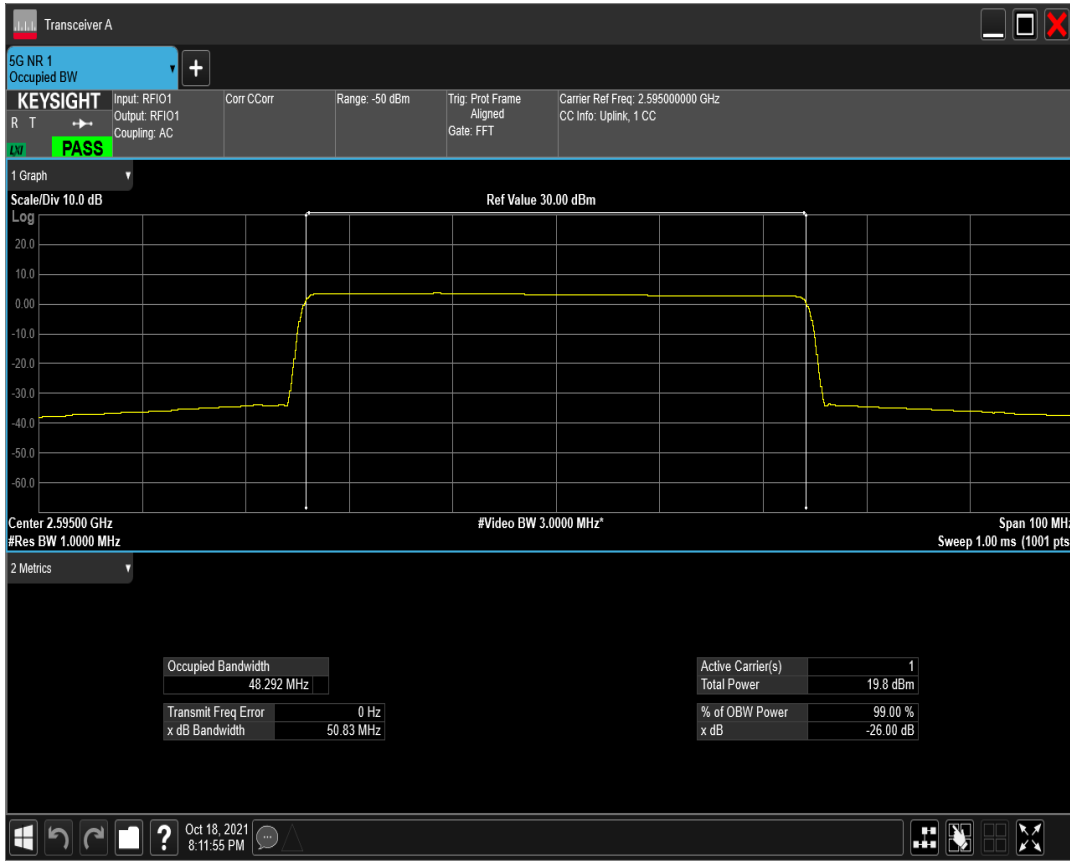 Transceiver A
5G NR 1
Occupied BW
+
KEYSIGHT
R T
LXI
PASS
Input: RFIO1
Output: RFIO1
Coupling: AC
Corr CCorr
Range: -50 dBm
Trig: Prot Frame
Aligned
Gate: FFT
Carrier Ref Freq: 2.595000000 GHz
CC Info: Uplink, 1 CC
1 Graph
Scale/Div 10.0 dB
Ref Value 30.00 dBm
Log
20.0
10.0
0.00
-10.0
-20.0
-30.0
-40.0
-50.0
-60.0
Center 2.59500 GHz
#Video BW 3.0000 MHz*
Span 100 MHz
#Res BW 1.0000 MHz
Sweep 1.00 ms (1001 pts
2 Metrics
Occupied Bandwidth
48.292 MHz
Transmit Freq Error 0 Hz
x dB Bandwidth 50.83 MHz
Active Carrier(s) 1
Total Power 19.8 dBm
% of OBW Power 99.00 %
x dB -26.00 dB
?
Oct 18, 2021
8:11:55 PM